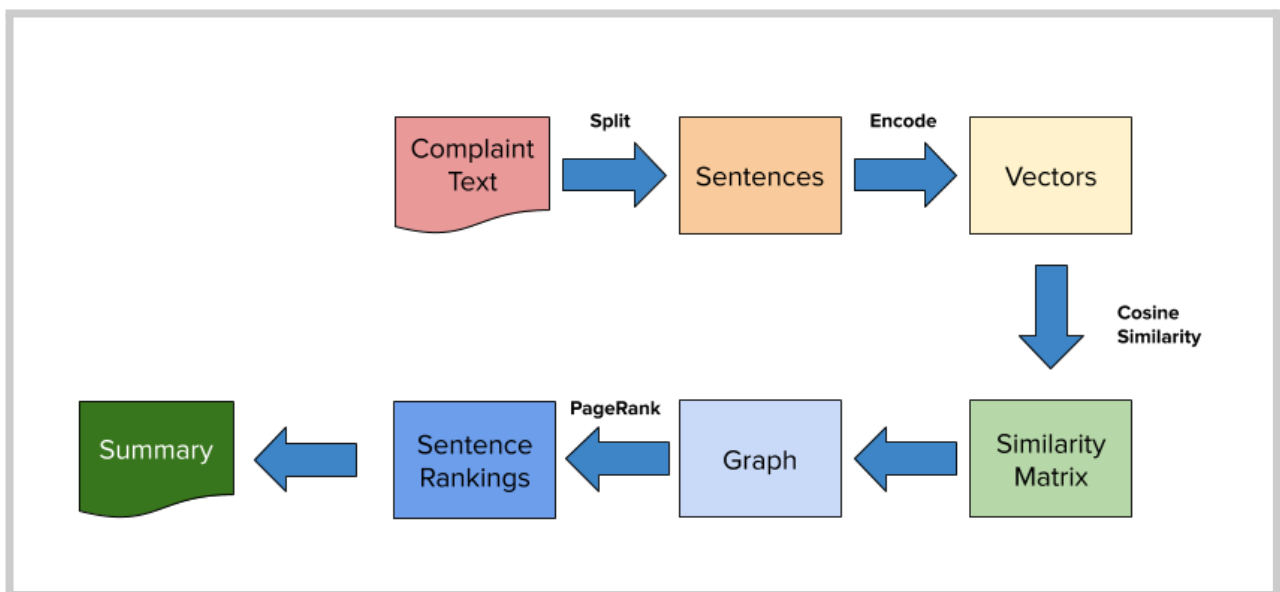 Complaint
Text
Split
Sentences
Encode
Vectors
Cosine
Similarity
Similarity
Matrix
Graph
PageRank
Sentence
Rankings
Summary